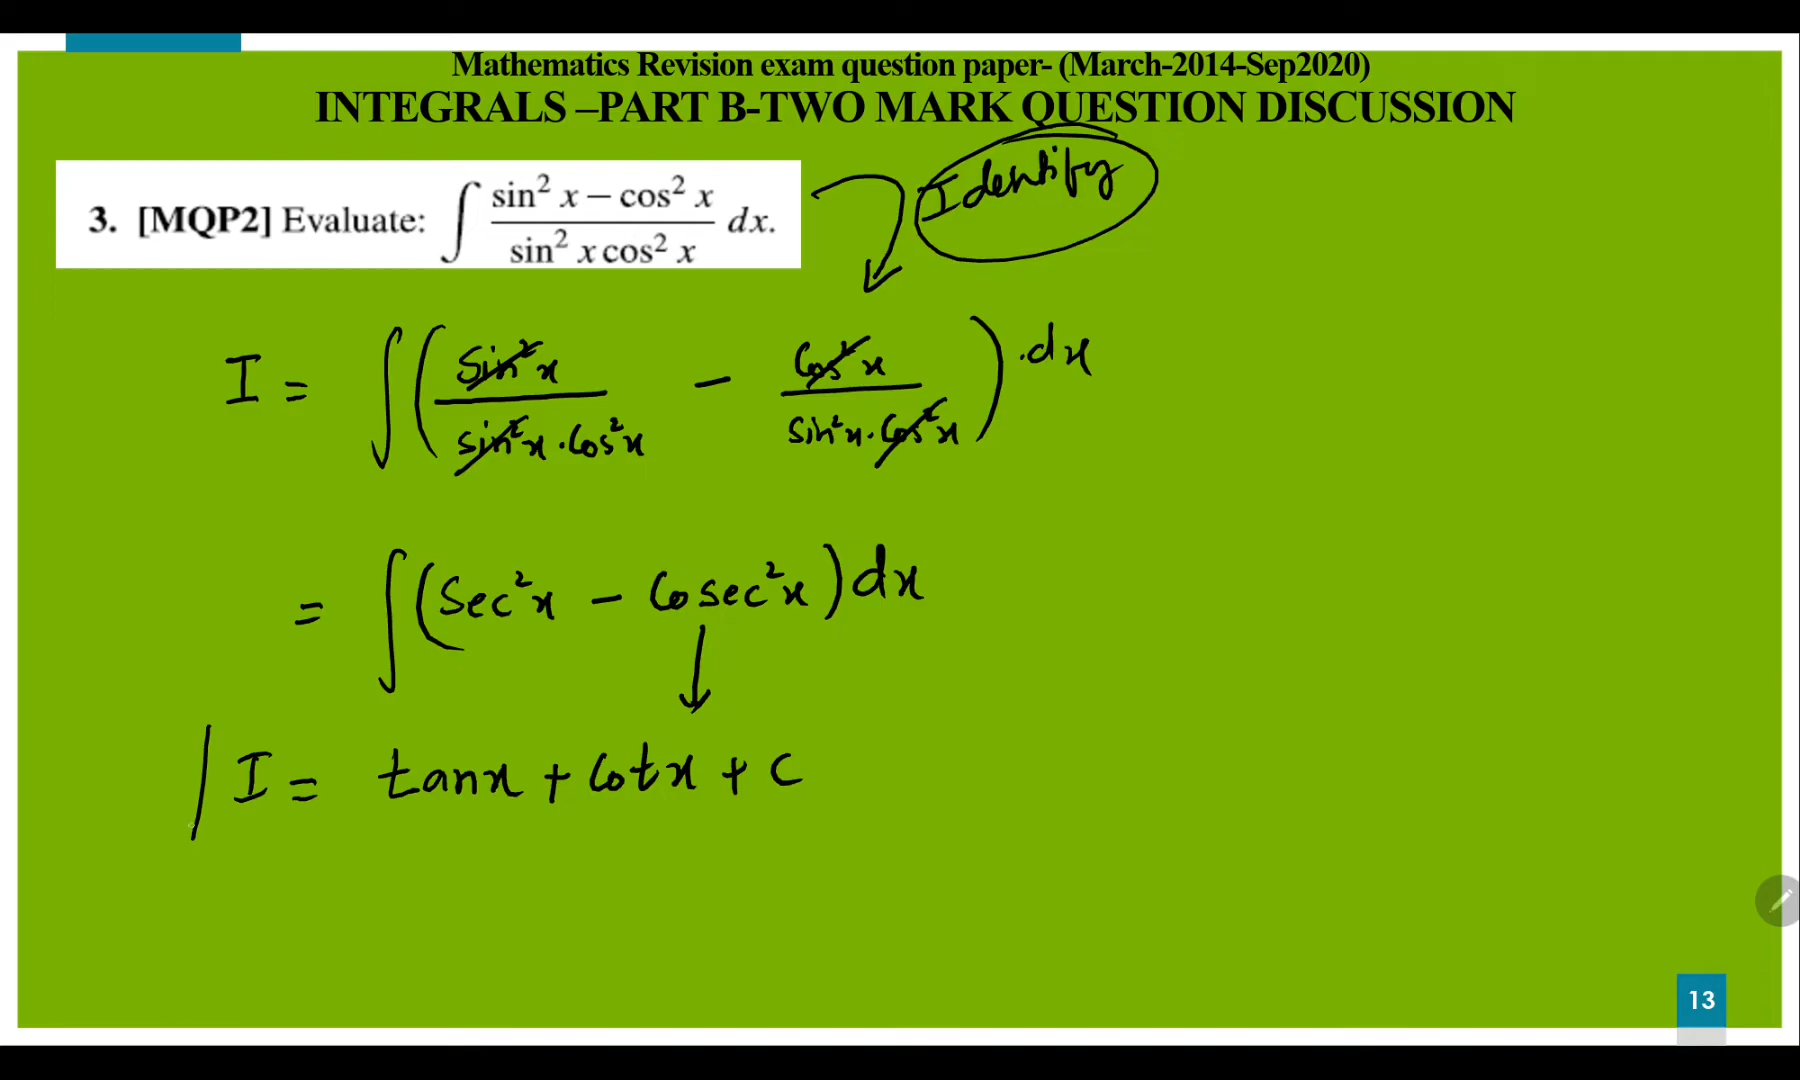 Mathematics Revision exam question paper- (March-2014-Sep2020)
INTEGRALS –PART B-TWO MARK QUESTION DISCUSSION
Identify
3. [MQP2] Evaluate: ∫ (sin² x – cos² x)/(sin² x cos² x) dx.
I = ∫ ( Sin²x/(sin²x · Cos²x) – Cos²x/(Sin²x · Cos²x) ) · dx
= ∫ (Sec²x – Cosec²x) dx
I = tanx + Cotx + C
13